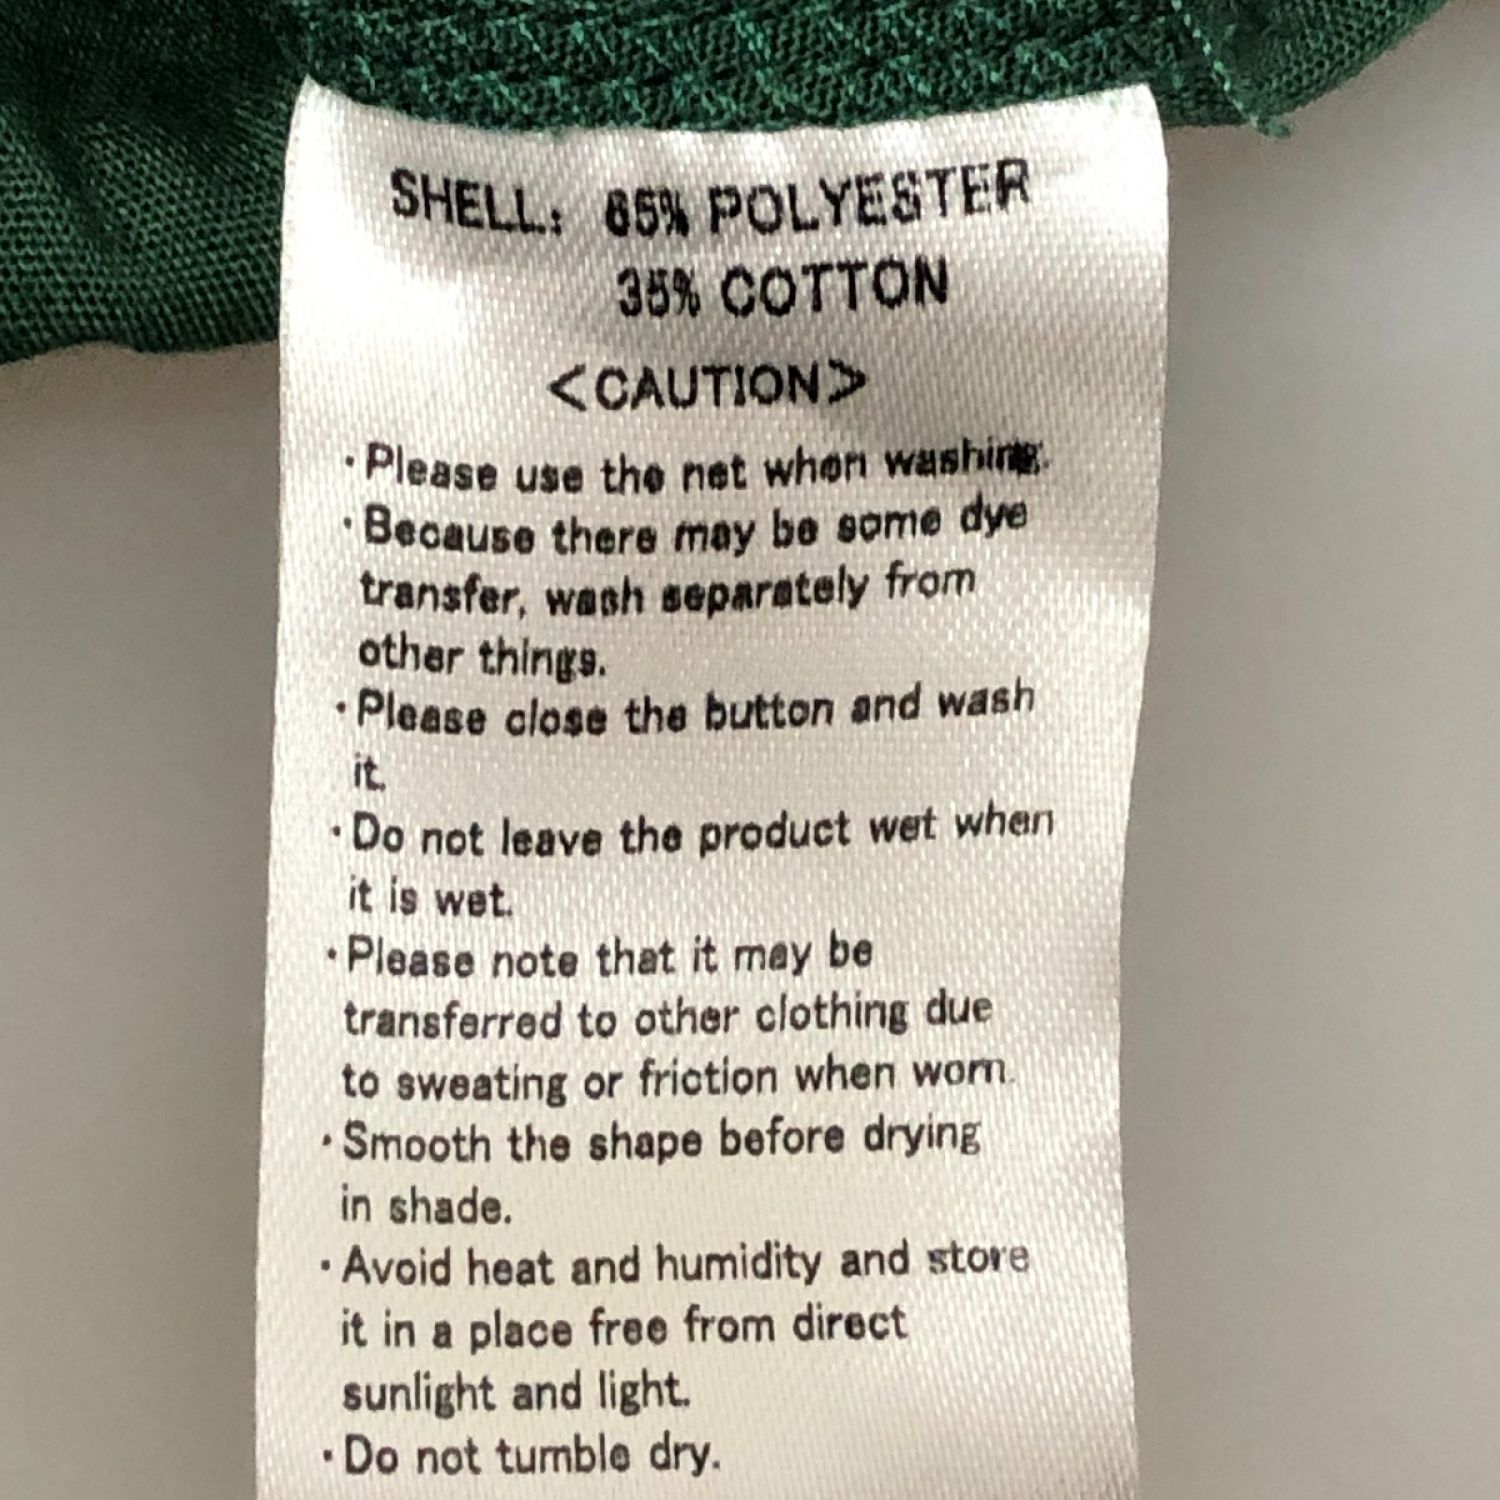 SHELL: 65% POLYESTER
35% COTTON
<CAUTION>
・Please use the net when washing.
・Because there may be some dye
transfer, wash separately from
other things.
・Please close the button and wash
it.
・Do not leave the product wet when
it is wet.
・Please note that it may be
transferred to other clothing due
to sweating or friction when worn.
・Smooth the shape before drying
in shade.
・Avoid heat and humidity and store
it in a place free from direct
sunlight and light.
・Do not tumble dry.